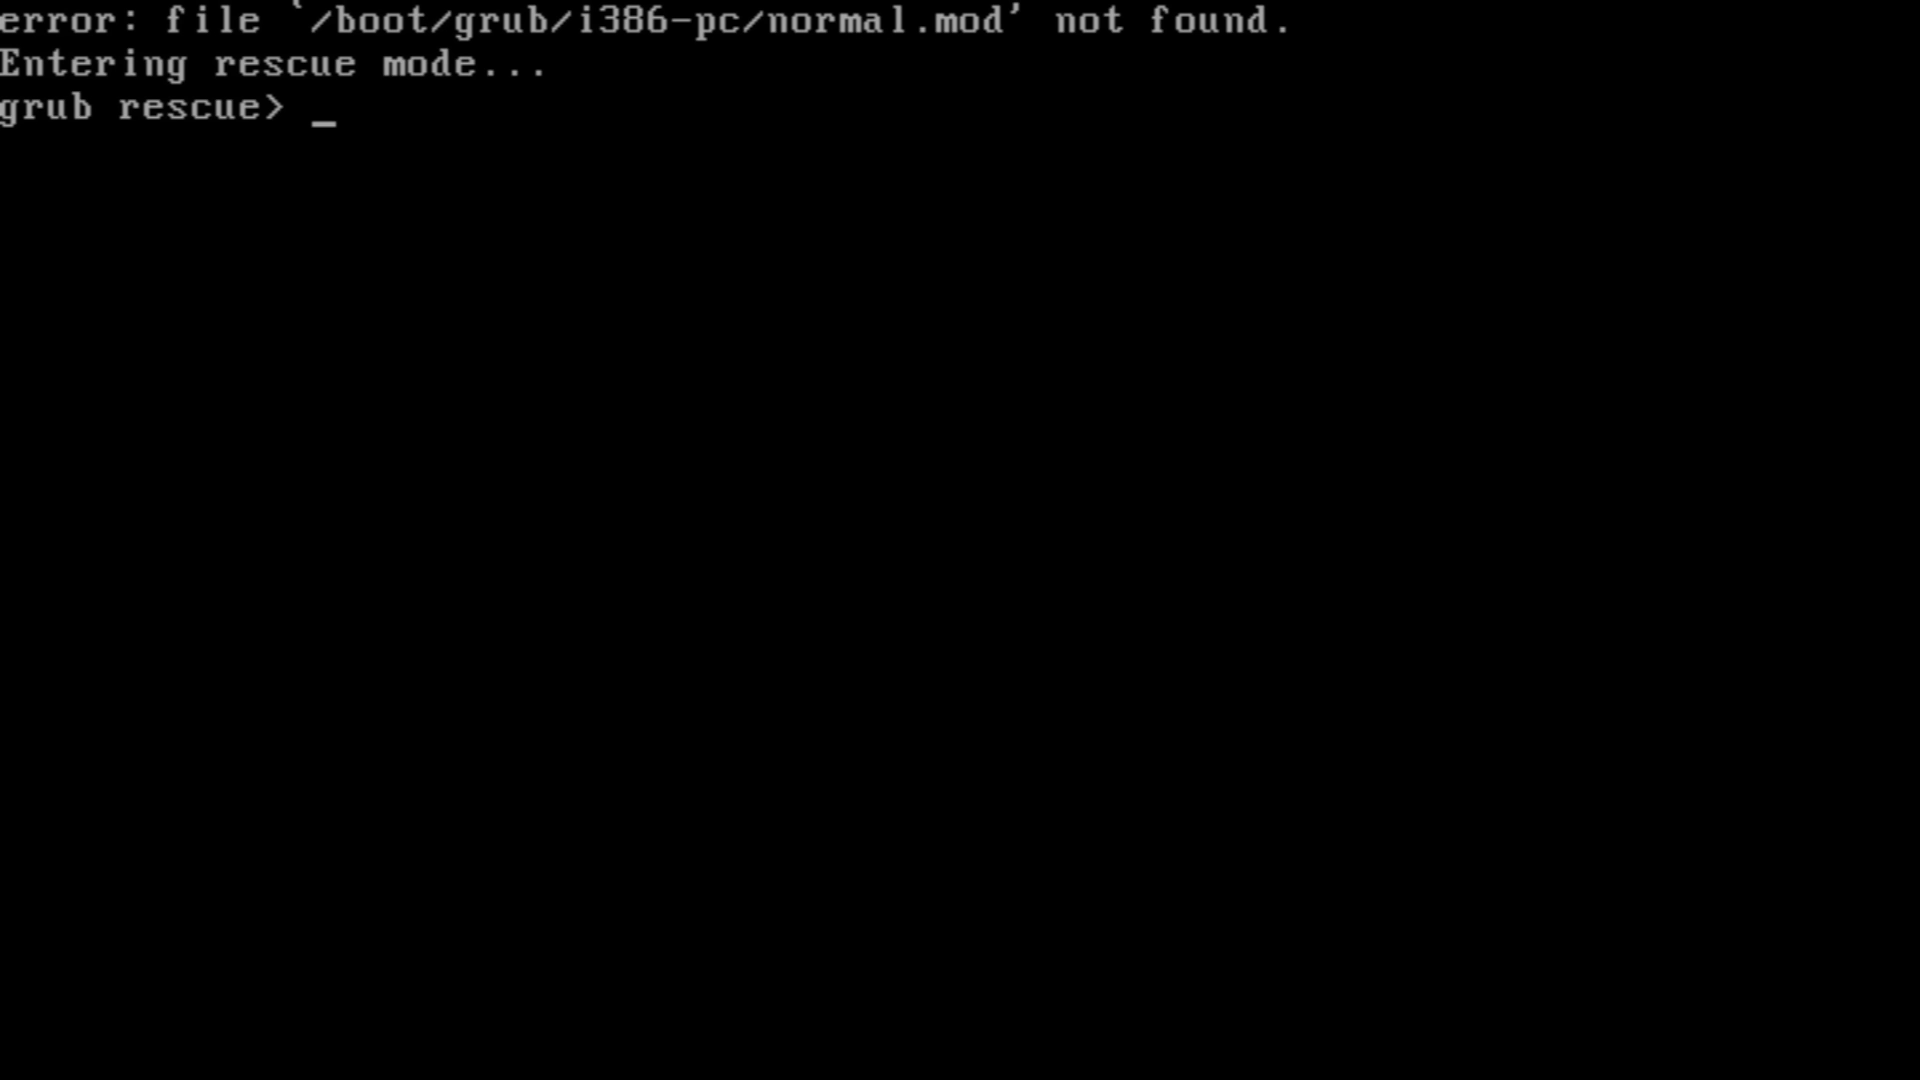 error: file `/boot/grub/i386-pc/normal.mod' not found.
Entering rescue mode...
grub rescue> _